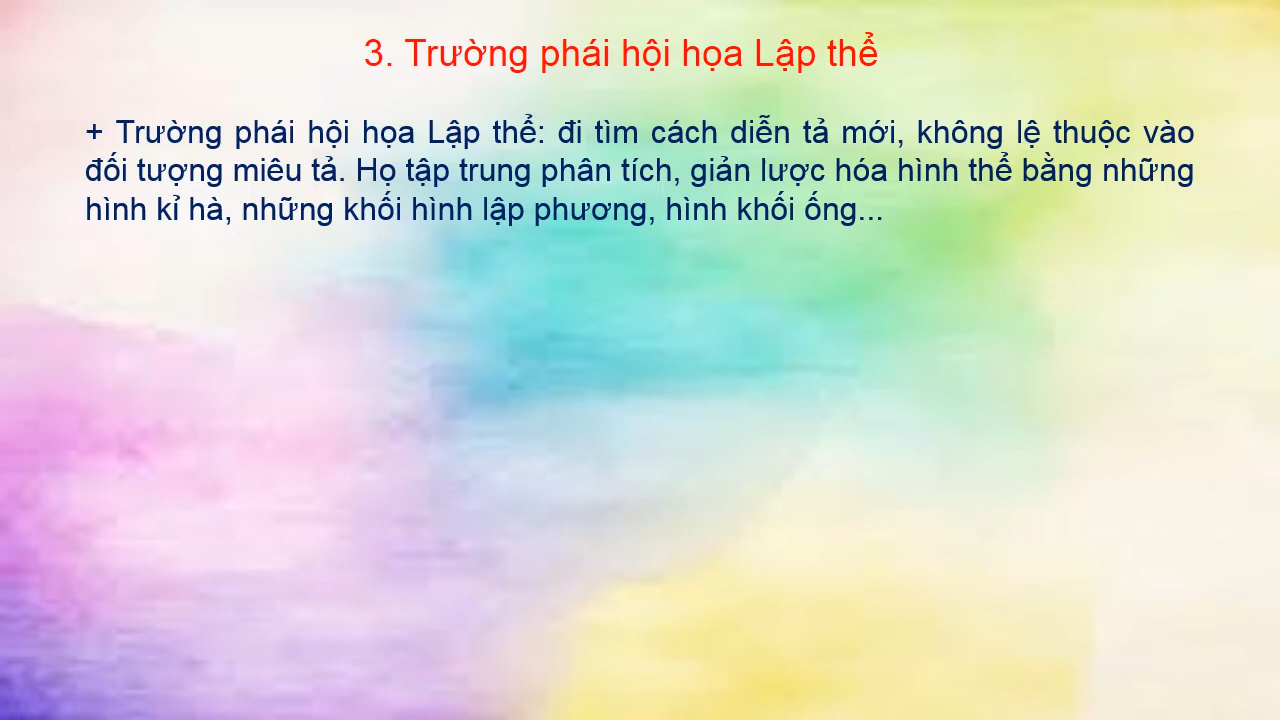 3. Trường phái hội họa Lập thể
+ Trường phái hội họa Lập thể: đi tìm cách diễn tả mới, không lệ thuộc vào
đối tượng miêu tả. Họ tập trung phân tích, giản lược hóa hình thể bằng những
hình kỉ hà, những khối hình lập phương, hình khối ống...